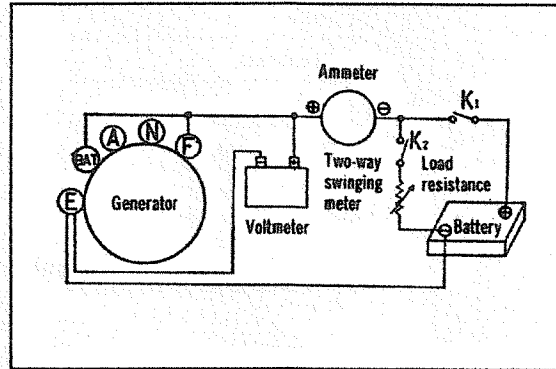 Ammeter
⊕ ⊖
K₁
BAT A N F
K₂
E
Generator
Voltmeter
Two-way
swinging
meter
Load
resistance
⊕
⊖ Battery